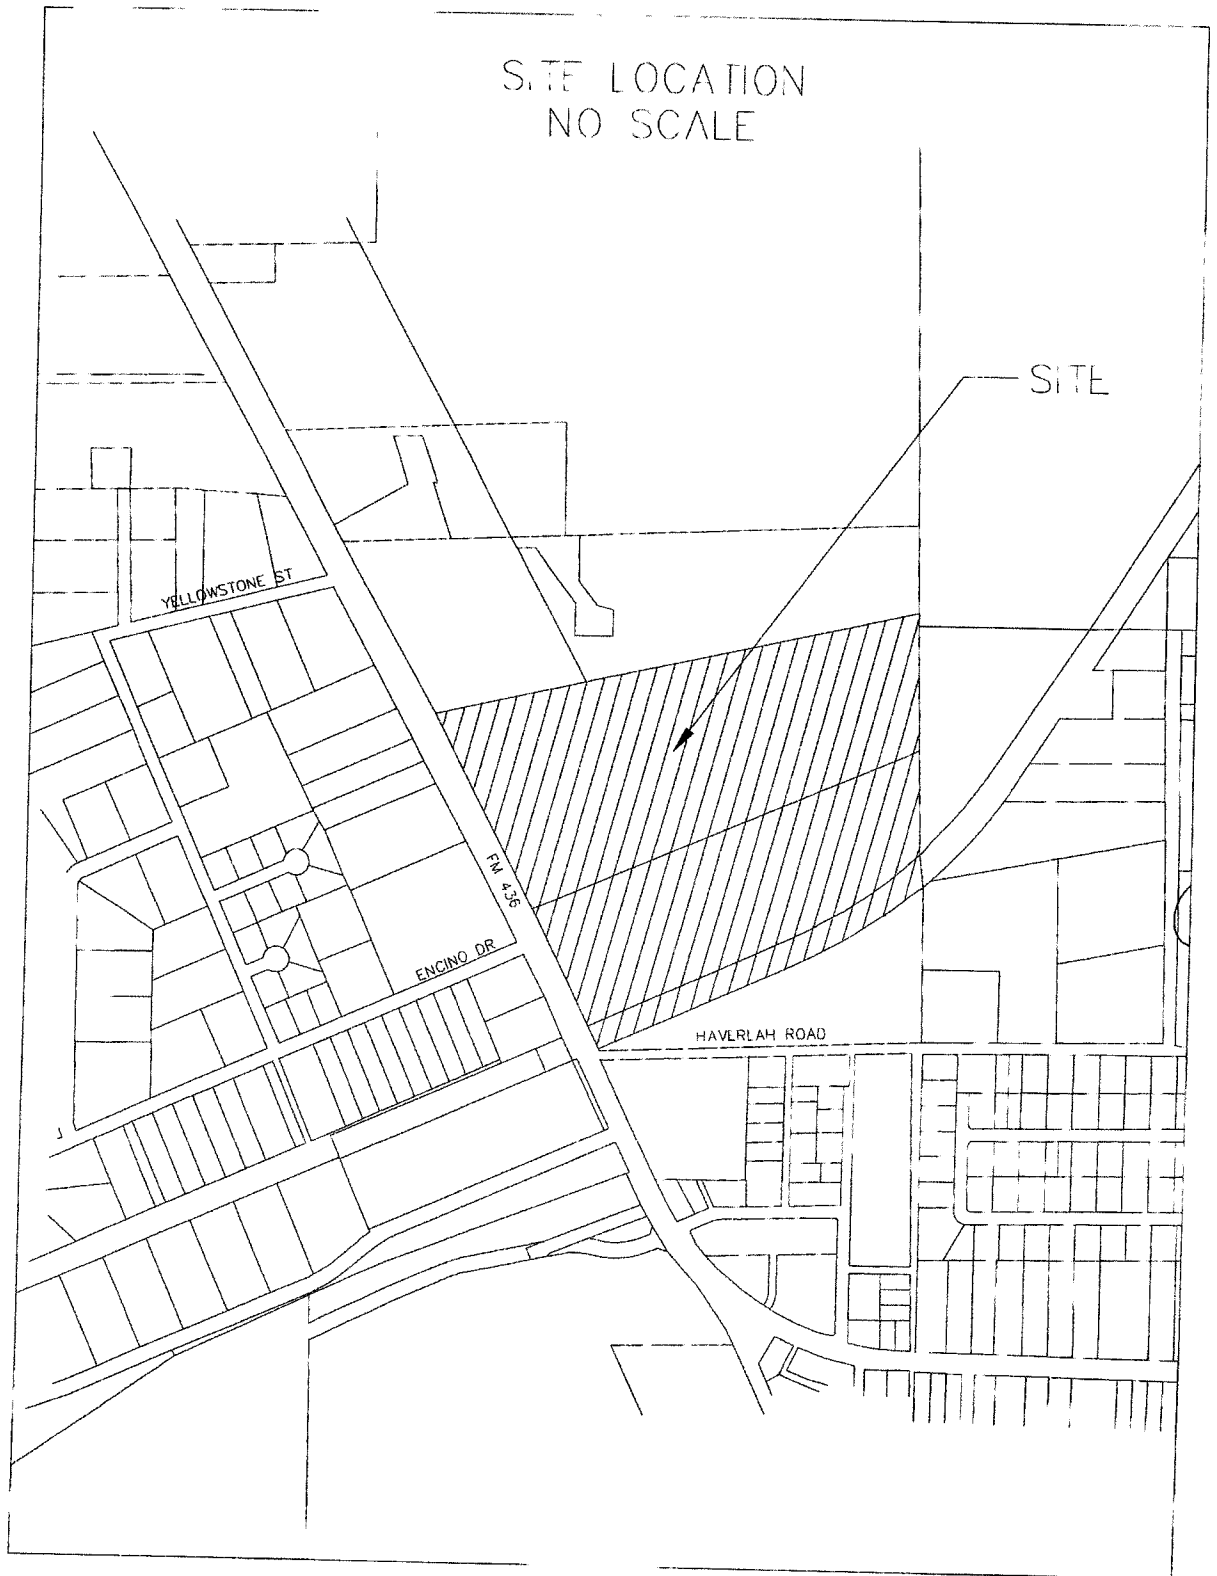 SITE LOCATION
NO SCALE
SITE
YELLOWSTONE ST
FM 436
ENCINO DR
HAVERLAH ROAD